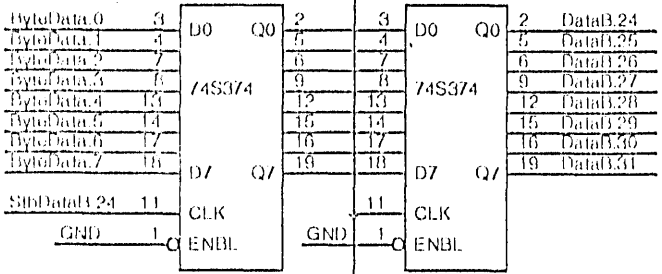 ByteData.0 3 D0 Q0 2 3 D0 Q0 2 DataB.24
ByteData.1 4 5 4 5 DataB.25
ByteData.2 7 6 7 6 DataB.26
ByteData.3 8 74S374 9 8 74S374 9 DataB.27
ByteData.4 13 12 13 12 DataB.28
ByteData.5 14 15 14 15 DataB.29
ByteData.6 17 16 17 16 DataB.30
ByteData.7 18 D7 Q7 19 18 D7 Q7 19 DataB.31
StbDataB.24 11 CLK 11 CLK
GND 1 ENBL GND 1 ENBL